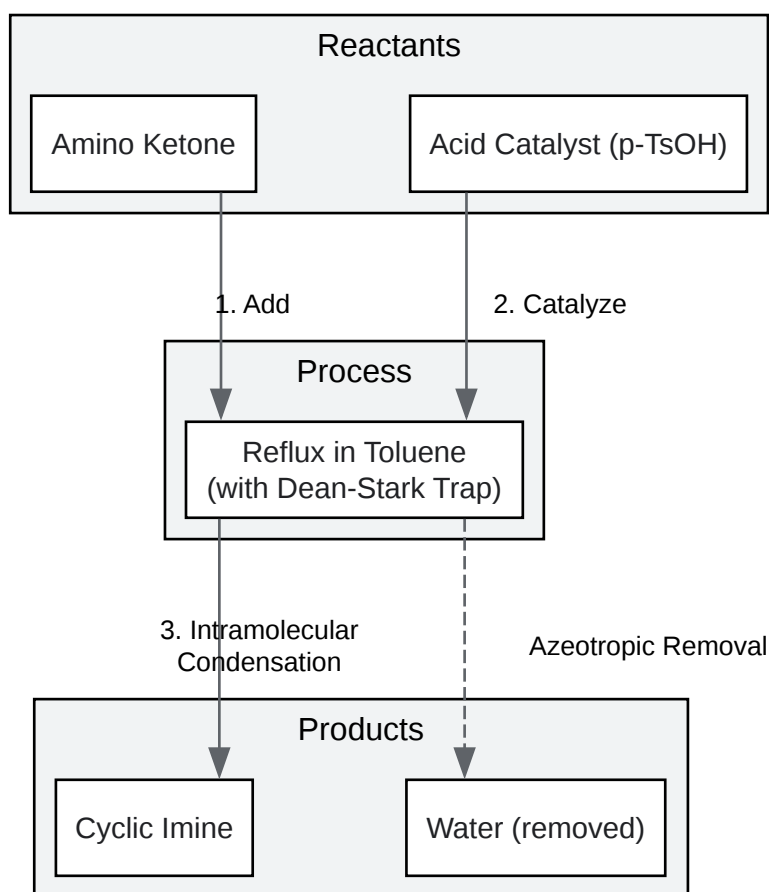 Reactants
Amino Ketone
Acid Catalyst (p-TsOH)
1. Add
2. Catalyze
Process
Reflux in Toluene
(with Dean-Stark Trap)
3. Intramolecular
Condensation
Azeotropic Removal
Products
Cyclic Imine
Water (removed)